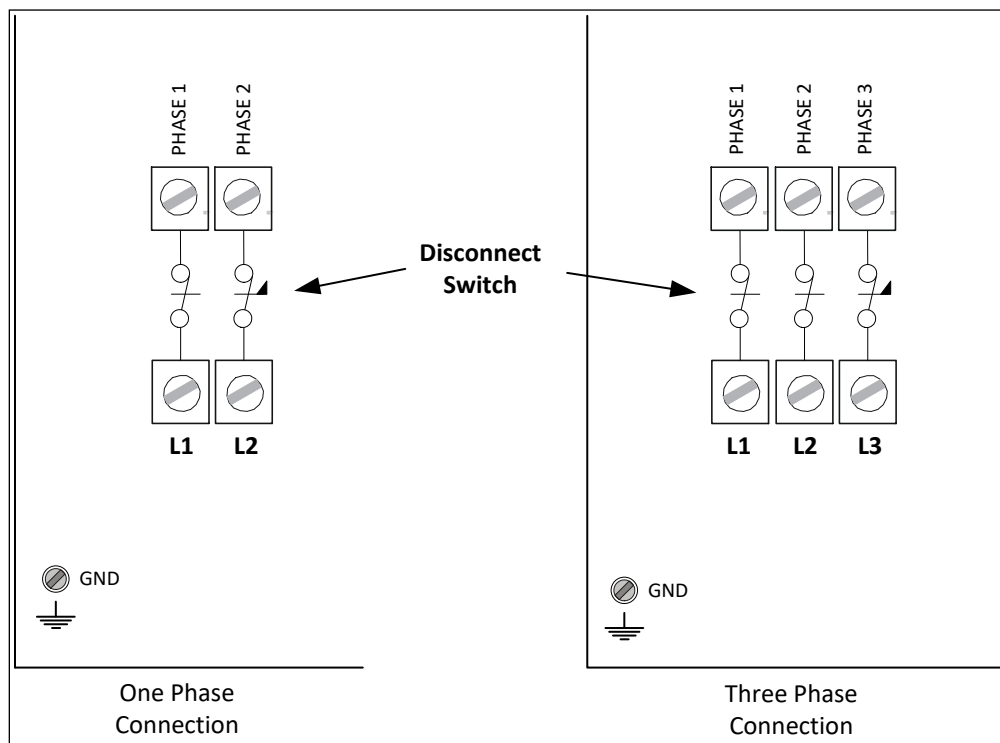 PHASE 1
PHASE 2
Disconnect
Switch
L1
L2
GND
One Phase
Connection
PHASE 1
PHASE 2
PHASE 3
L1
L2
L3
GND
Three Phase
Connection